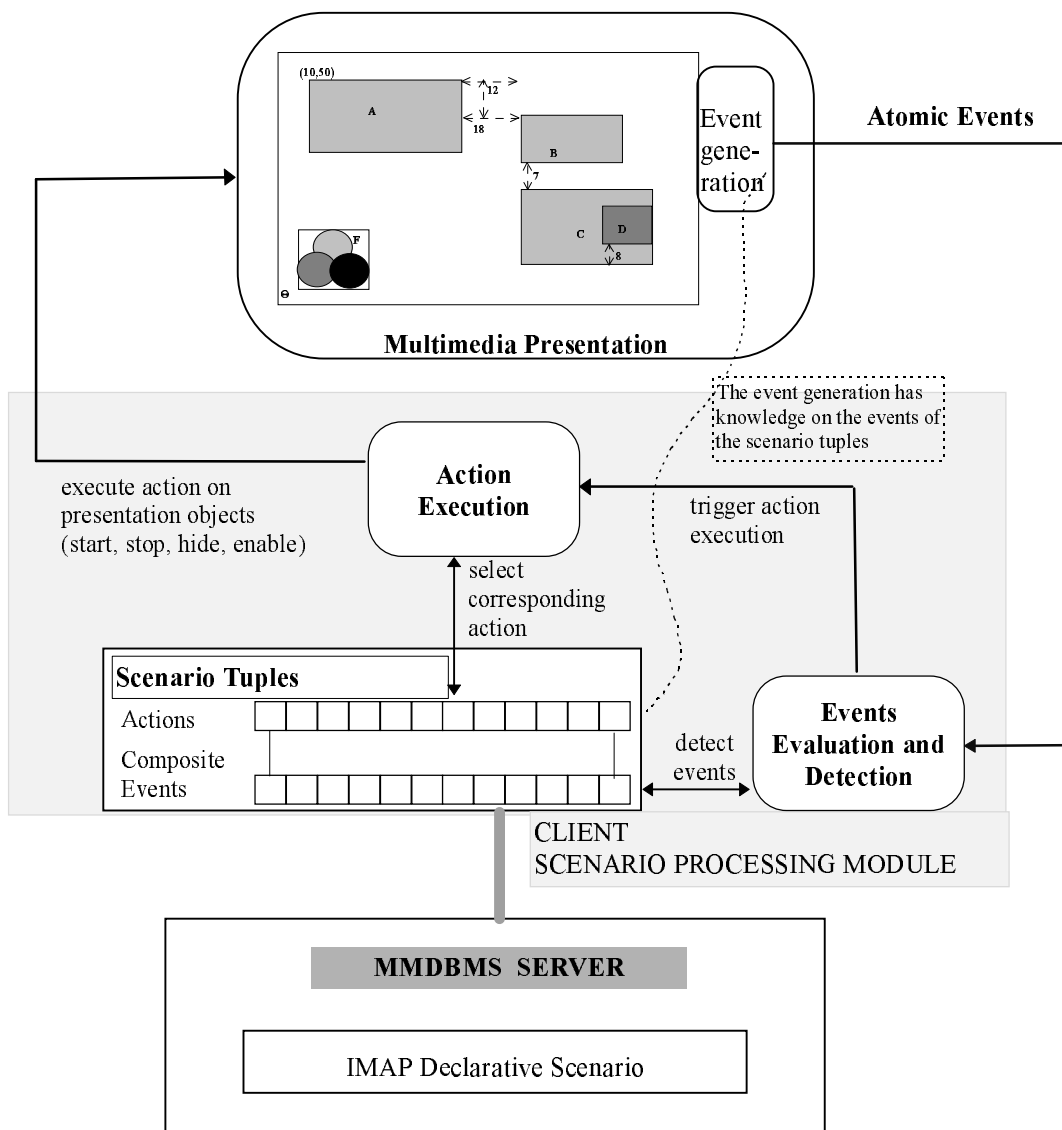 (10,50)
A
12
18
B
7
C
D
8
F
Θ
Event
gene-
ration
Atomic Events
Multimedia Presentation
The event generation has
knowledge on the events of
the scenario tuples
Action
Execution
execute action on
presentation objects
(start, stop, hide, enable)
trigger action
execution
select
corresponding
action
Scenario Tuples
Actions
Composite
Events
detect
events
Events
Evaluation and
Detection
CLIENT
SCENARIO PROCESSING MODULE
MMDBMS SERVER
IMAP Declarative Scenario